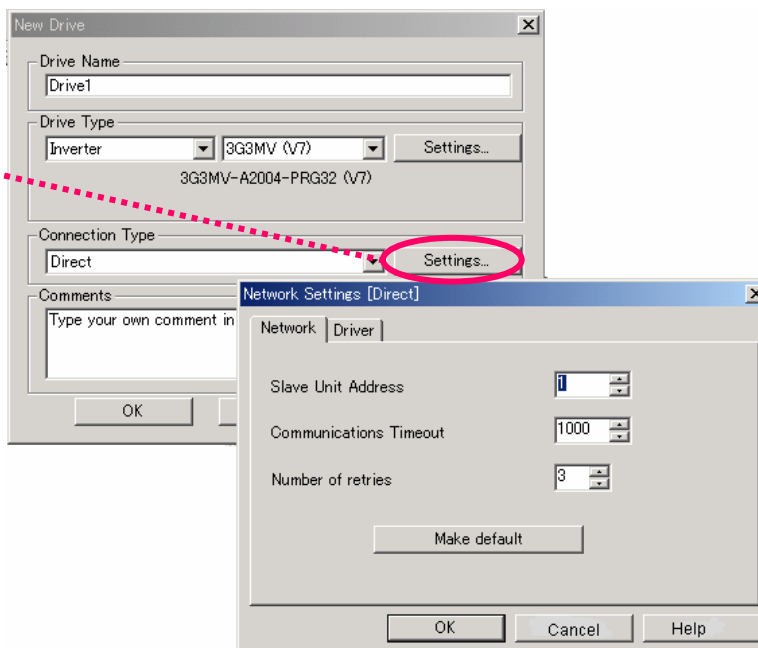 New Drive
Drive Name
Drive1
Drive Type
Inverter 3G3MV (V7) Settings...
3G3MV-A2004-PRG32 (V7)
Connection Type
Direct Settings...
Comments
Type your own comment in
OK
Network Settings [Direct]
Network Driver
Slave Unit Address 1
Communications Timeout 1000
Number of retries 3
Make default
OK Cancel Help